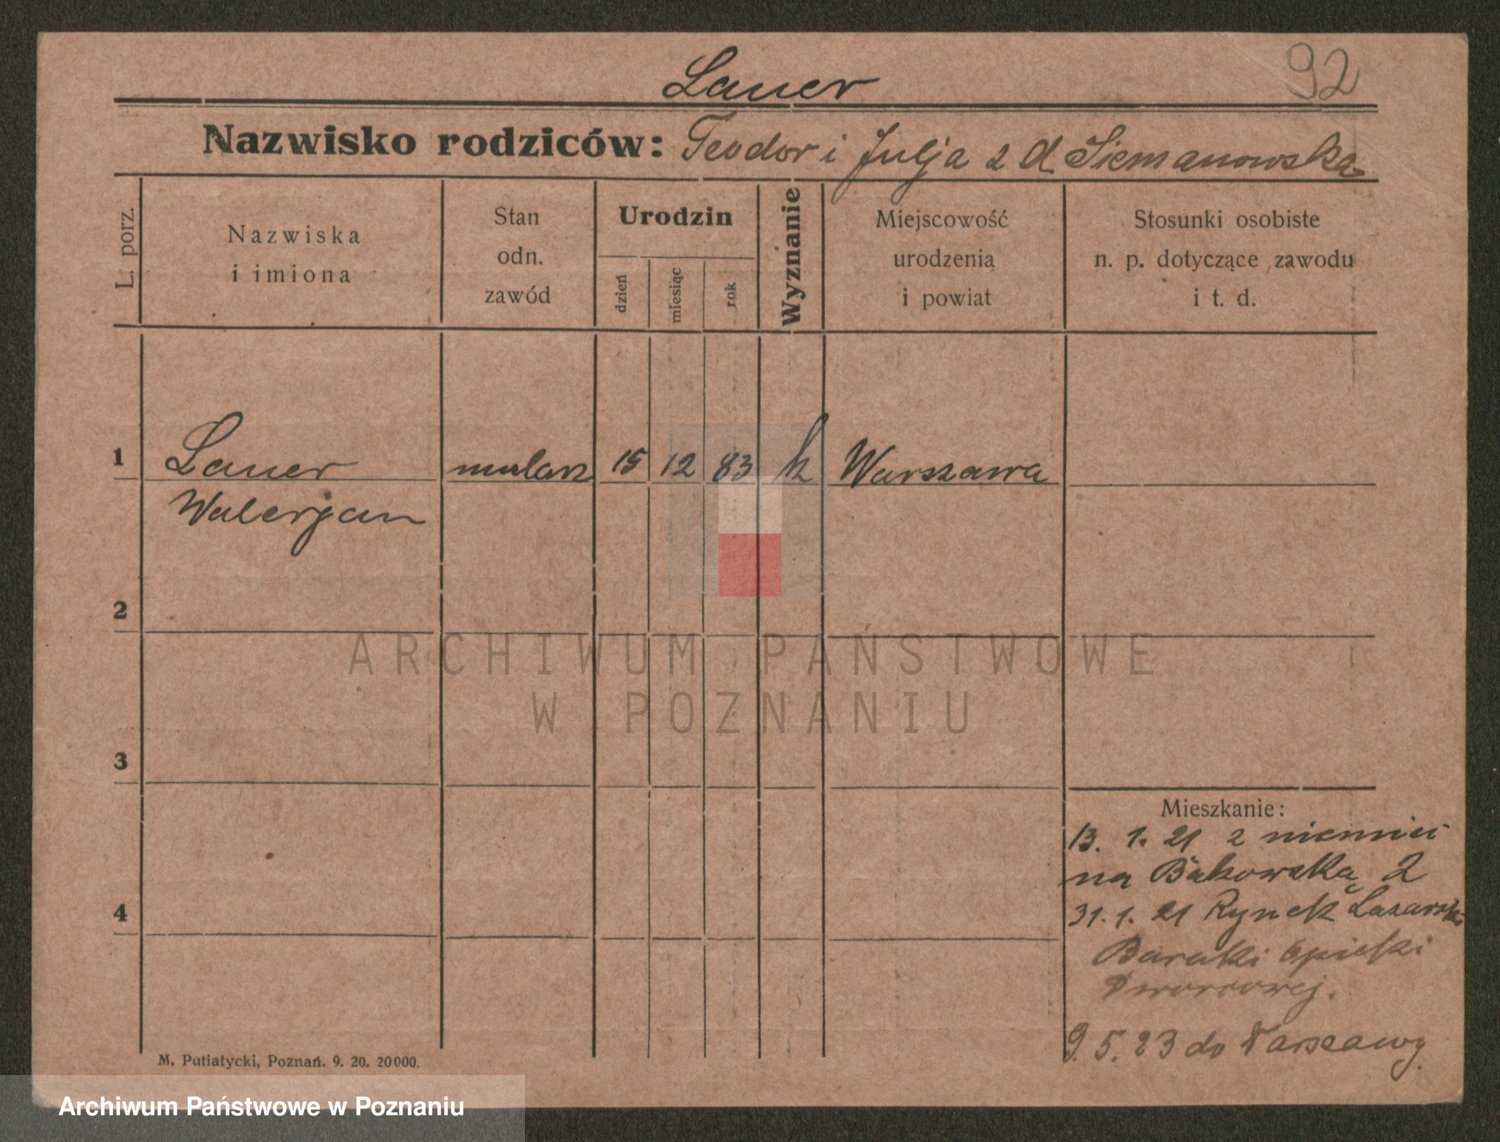 Lauer
92
Nazwisko rodziców: Teodor i Julja z d. Siemanowska
L. porz.
Nazwiska
i imiona
Stan
odn.
zawód
Urodzin
dzień
miesiąc
rok
Wyznanie
Miejscowość
urodzenia
i powiat
Stosunki osobiste
n. p. dotyczące zawodu
i t. d.
1 Lauer mularz 15 12 83 k Warszawa
Walerjan
2
ARCHIWUM PAŃSTWOWE
W POZNANIU
3
Mieszkanie:
13. 1. 21 z niemiec
na Bukowską 2
4
31. 1. 21 Rynek Łazarski
Baraki Opieki
Dworcowej.
9. 5. 23 do Warszawy
M. Putiatycki, Poznań. 9. 20. 20000.
Archiwum Państwowe w Poznaniu